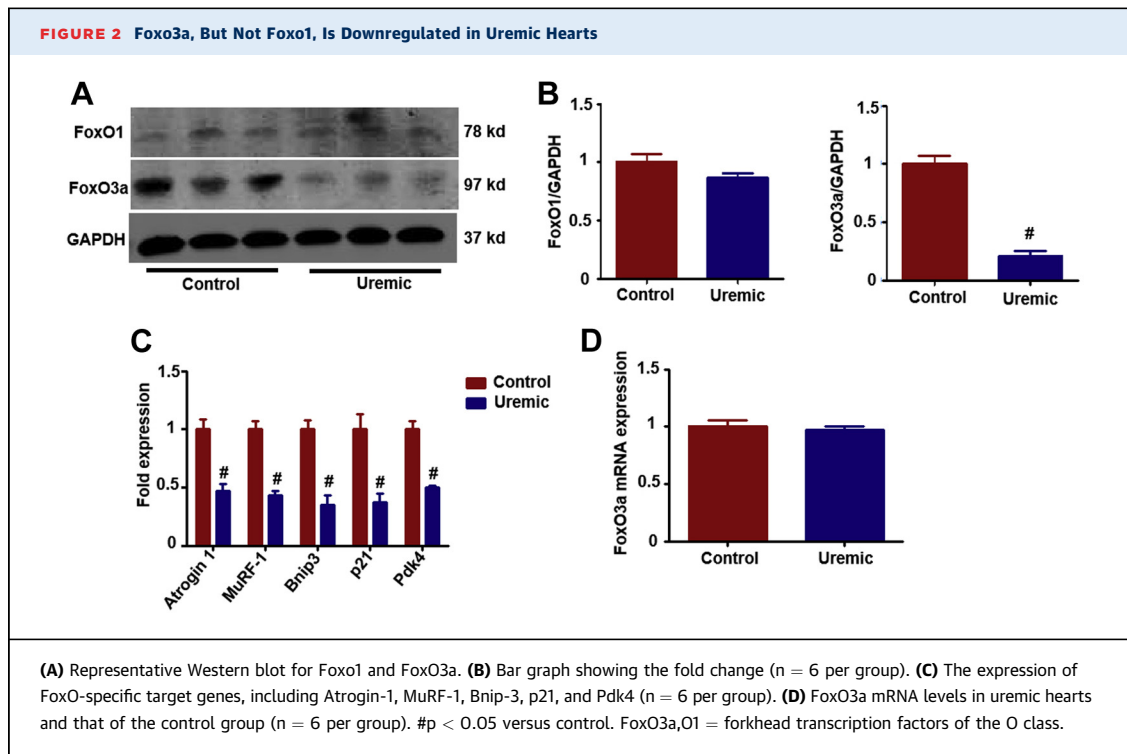 FIGURE 2 Foxo3a, But Not Foxo1, Is Downregulated in Uremic Hearts
A
FoxO1
78 kd
FoxO3a
97 kd
GAPDH
37 kd
Control
Uremic
B
FoxO1/GAPDH
1.5
1
0.5
0
Control
Uremic
FoxO3a/GAPDH
1.5
1
0.5
0
#
Control
Uremic
C
Fold expression
1.5
1
0.5
0
# # # # #
Atrogin 1
MuRF-1
Bnip3
p21
Pdk4
Control
Uremic
D
FoxO3a mRNA expression
1.5
1
0.5
0
Control
Uremic
(A) Representative Western blot for Foxo1 and FoxO3a. (B) Bar graph showing the fold change (n = 6 per group). (C) The expression of
FoxO-specific target genes, including Atrogin-1, MuRF-1, Bnip-3, p21, and Pdk4 (n = 6 per group). (D) FoxO3a mRNA levels in uremic hearts
and that of the control group (n = 6 per group). #p < 0.05 versus control. FoxO3a,O1 = forkhead transcription factors of the O class.